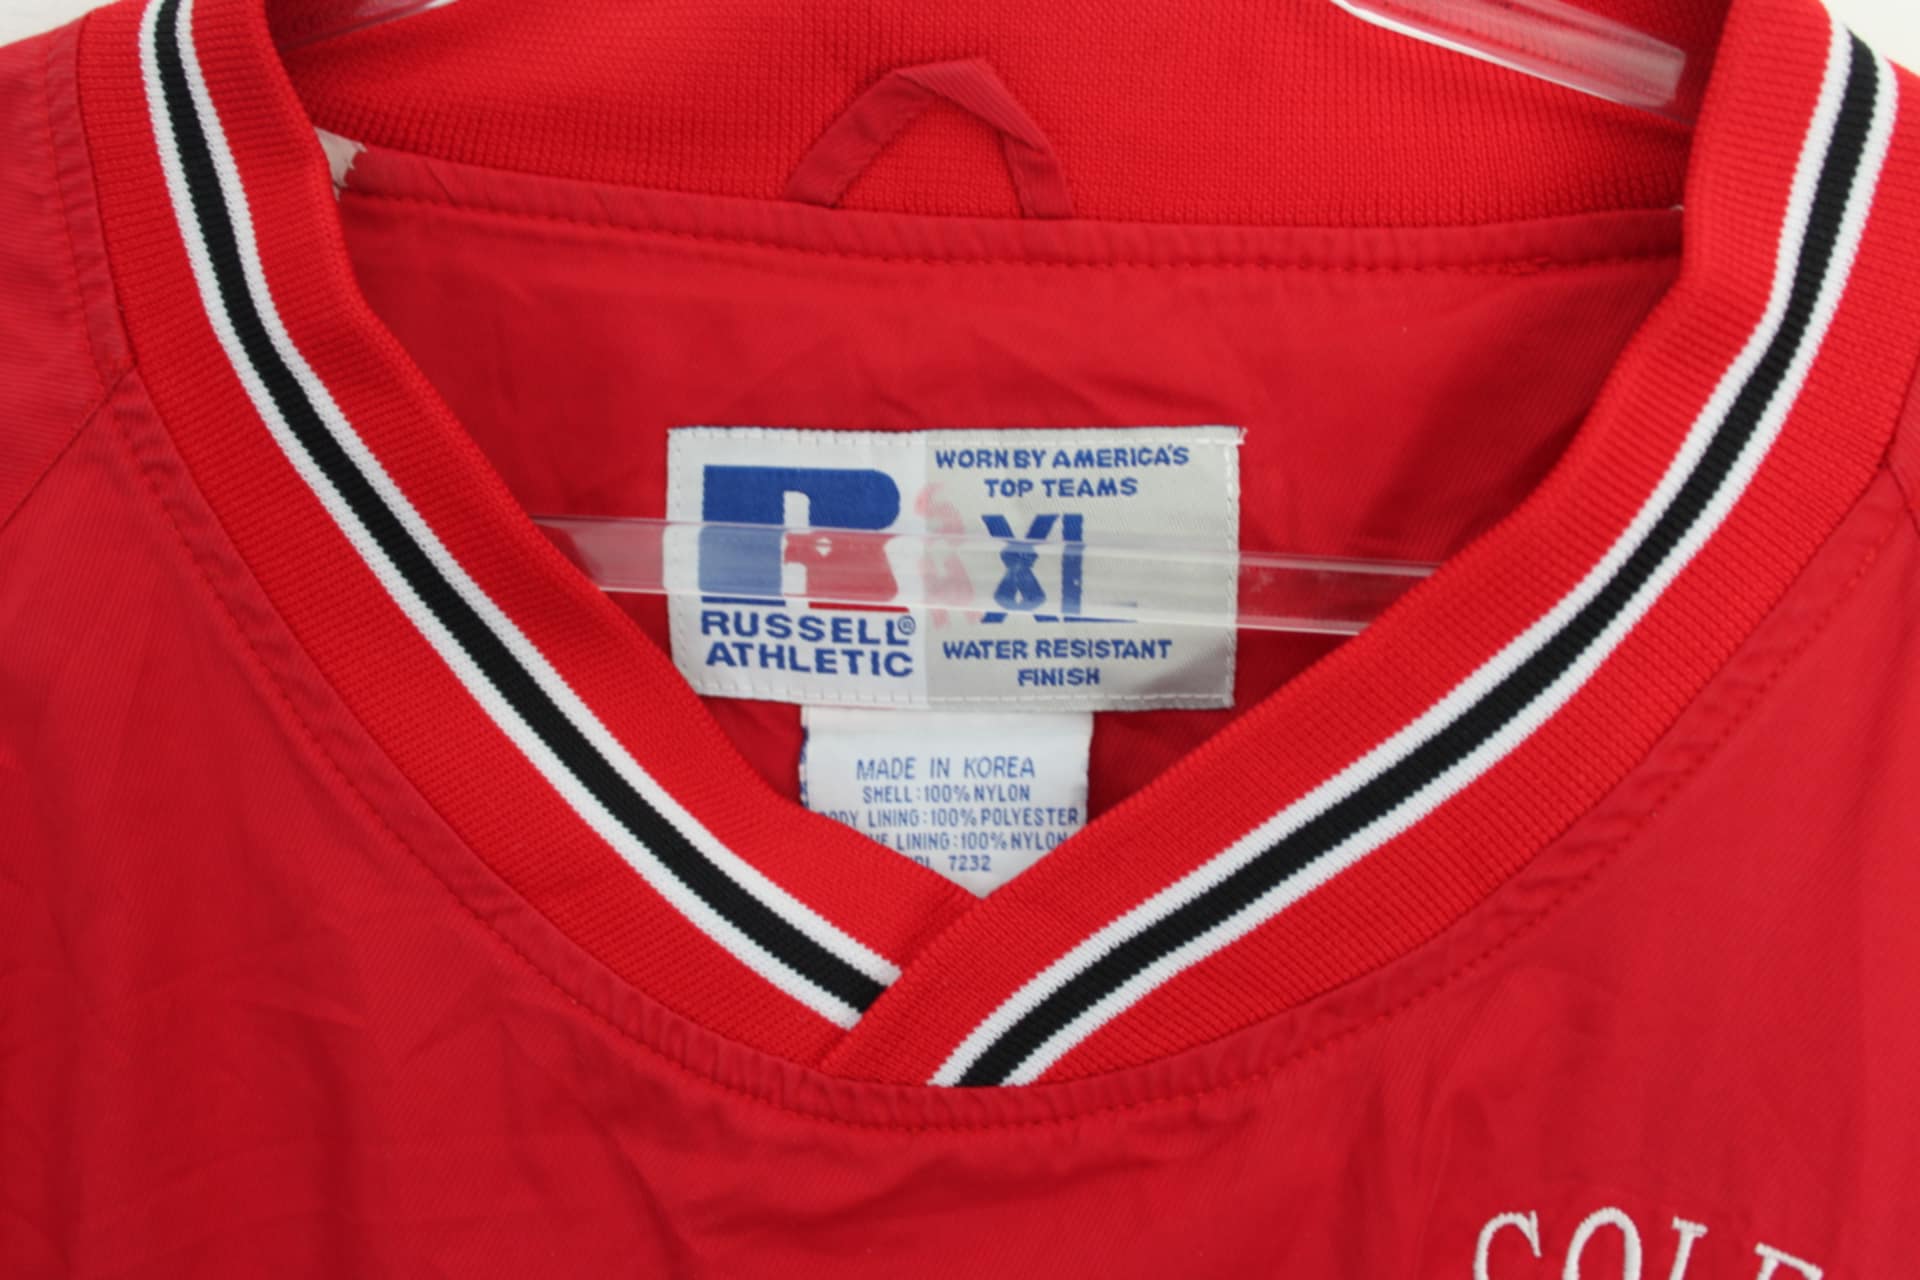 WORN BY AMERICA'S
TOP TEAMS
XL
RUSSELL®
ATHLETIC
WATER RESISTANT
FINISH
MADE IN KOREA
SHELL:100% NYLON
LINING:100% POLYESTER
LINING:100% NYLON
7232